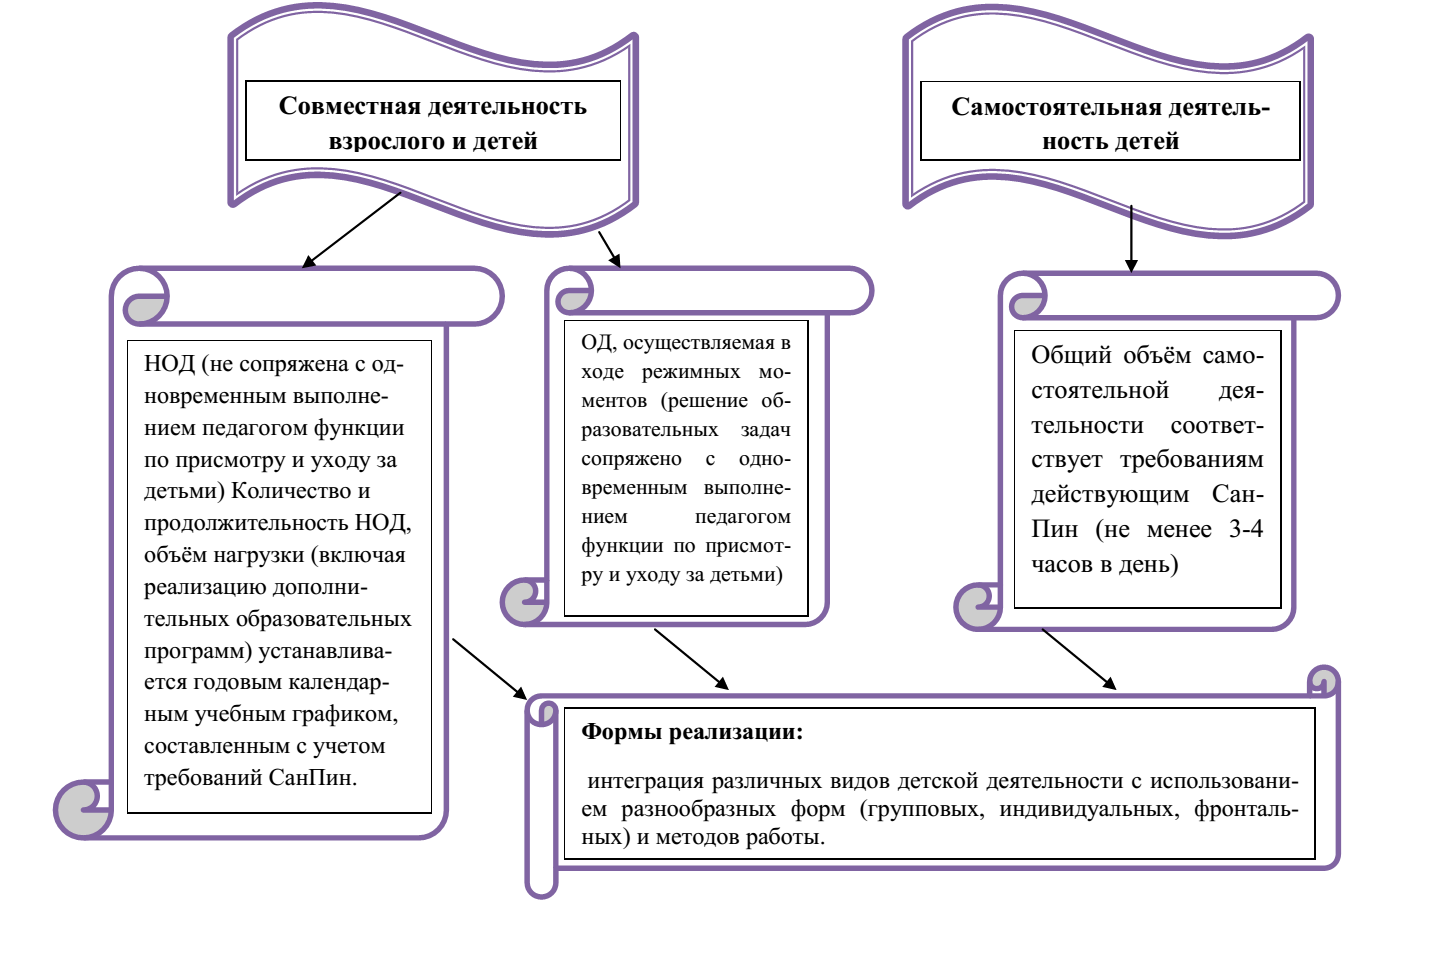 Совместная деятельность
взрослого и детей
Самостоятельная деятель-
ность детей
НОД (не сопряжена с од-
новременным выполне-
нием педагогом функции
по присмотру и уходу за
детьми) Количество и
продолжительность НОД,
объём нагрузки (включая
реализацию дополни-
тельных образовательных
программ) устанавлива-
ется годовым календар-
ным учебным графиком,
составленным с учетом
требований СанПин.
ОД, осуществляемая в
ходе режимных мо-
ментов (решение об-
разовательных задач
сопряжено с одно-
временным выполне-
нием педагогом
функции по присмот-
ру и уходу за детьми)
Общий объём само-
стоятельной дея-
тельности соответ-
ствует требованиям
действующим Сан-
Пин (не менее 3-4
часов в день)
Формы реализации:
интеграция различных видов детской деятельности с использовани-
ем разнообразных форм (групповых, индивидуальных, фронталь-
ных) и методов работы.